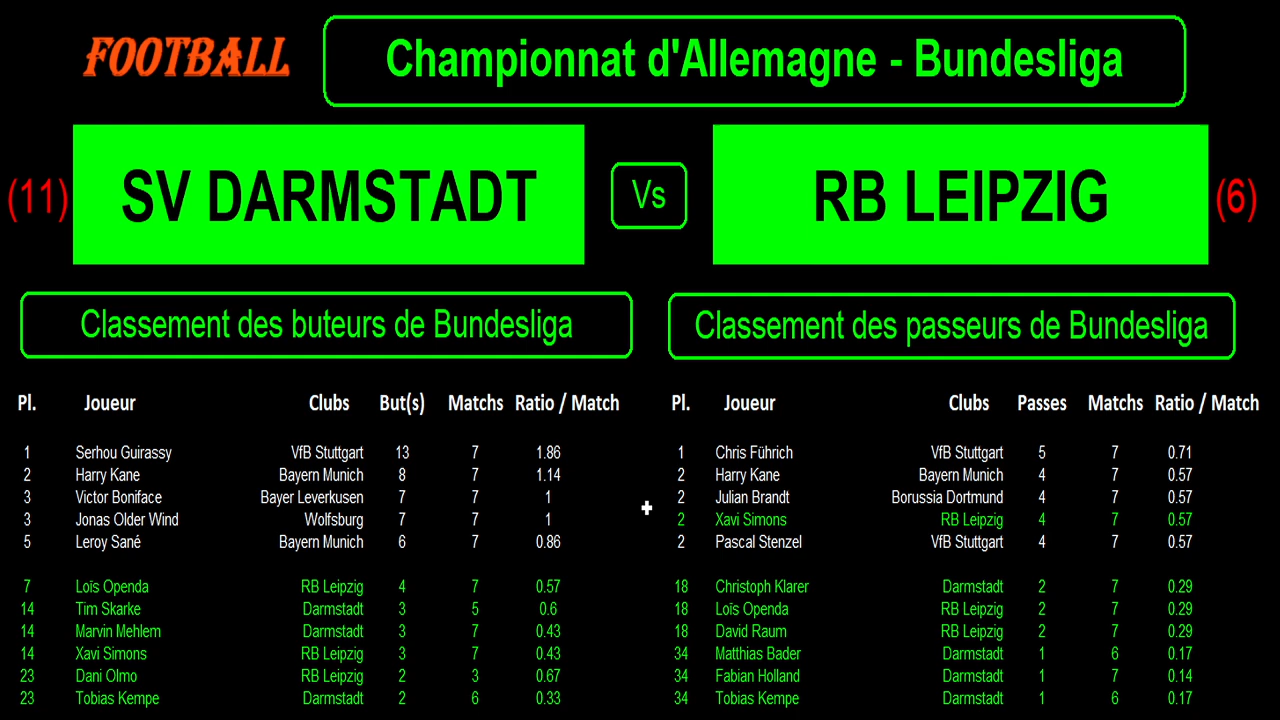 FOOTBALL
Championnat d'Allemagne - Bundesliga
(11) SV DARMSTADT Vs RB LEIPZIG (6)
Classement des buteurs de Bundesliga
Pl. Joueur Clubs But(s) Matchs Ratio / Match
1 Serhou Guirassy VfB Stuttgart 13 7 1.86
2 Harry Kane Bayern Munich 8 7 1.14
3 Victor Boniface Bayer Leverkusen 7 7 1
3 Jonas Older Wind Wolfsburg 7 7 1
5 Leroy Sané Bayern Munich 6 7 0.86
7 Loïs Openda RB Leipzig 4 7 0.57
14 Tim Skarke Darmstadt 3 5 0.6
14 Marvin Mehlem Darmstadt 3 7 0.43
14 Xavi Simons RB Leipzig 3 7 0.43
23 Dani Olmo RB Leipzig 2 3 0.67
23 Tobias Kempe Darmstadt 2 6 0.33
+
Classement des passeurs de Bundesliga
Pl. Joueur Clubs Passes Matchs Ratio / Match
1 Chris Führich VfB Stuttgart 5 7 0.71
2 Harry Kane Bayern Munich 4 7 0.57
2 Julian Brandt Borussia Dortmund 4 7 0.57
2 Xavi Simons RB Leipzig 4 7 0.57
2 Pascal Stenzel VfB Stuttgart 4 7 0.57
18 Christoph Klarer Darmstadt 2 7 0.29
18 Loïs Openda RB Leipzig 2 7 0.29
18 David Raum RB Leipzig 2 7 0.29
34 Matthias Bader Darmstadt 1 6 0.17
34 Fabian Holland Darmstadt 1 7 0.14
34 Tobias Kempe Darmstadt 1 6 0.17